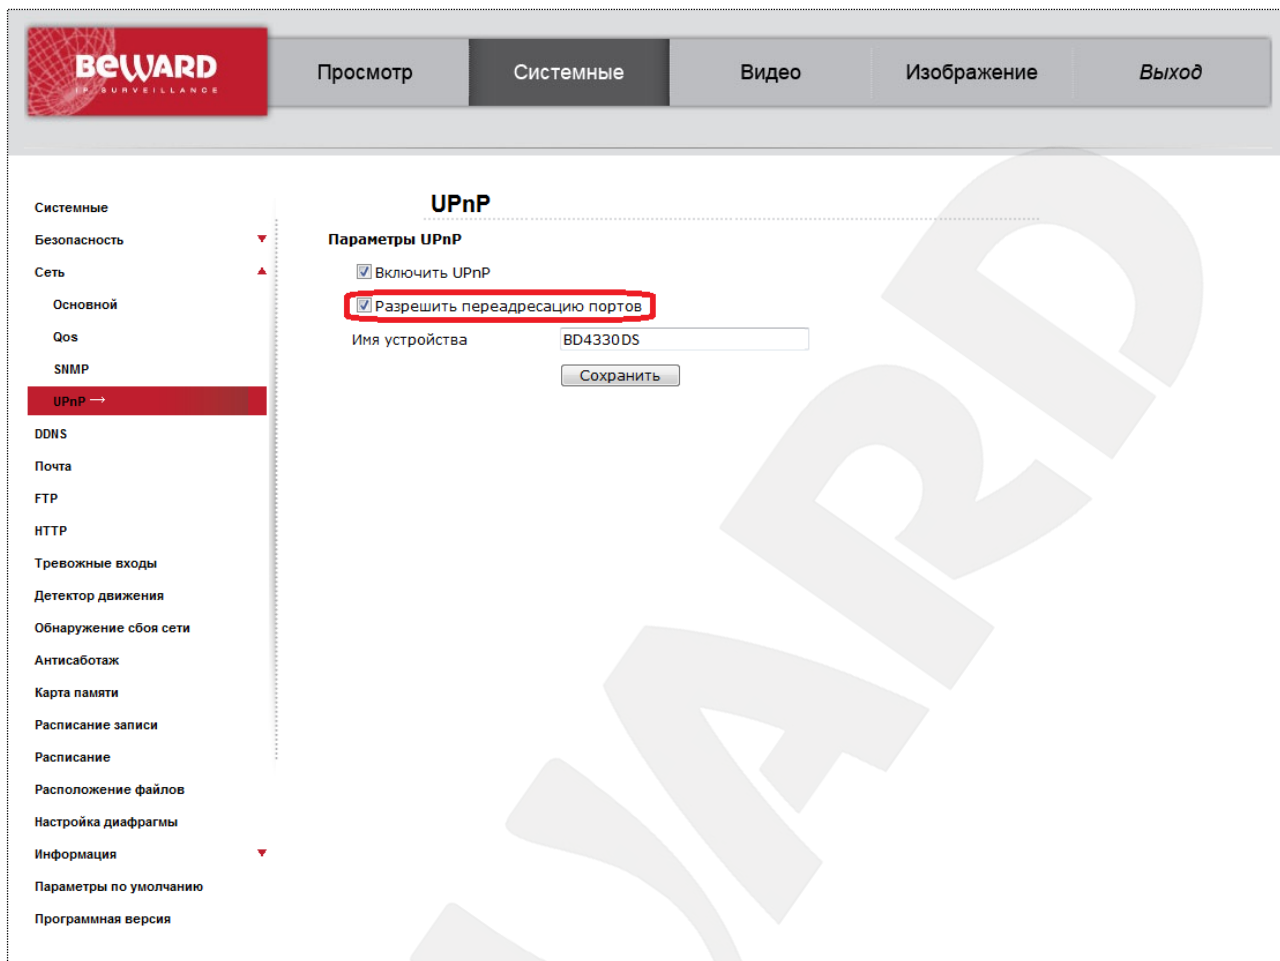 BEWARD
IP SURVEILLANCE
Просмотр
Системные
Видео
Изображение
Выход
UPnP
Системные
Безопасность
Параметры UPnP
Сеть
Включить UPnP
Основной
Разрешить переадресацию портов
Qos
Имя устройства
BD4330DS
SNMP
Сохранить
UPnP →
DDNS
Почта
FTP
HTTP
Тревожные входы
Детектор движения
Обнаружение сбоя сети
Антисаботаж
Карта памяти
Расписание записи
Расписание
Расположение файлов
Настройка диафрагмы
Информация
Параметры по умолчанию
Программная версия
WARD